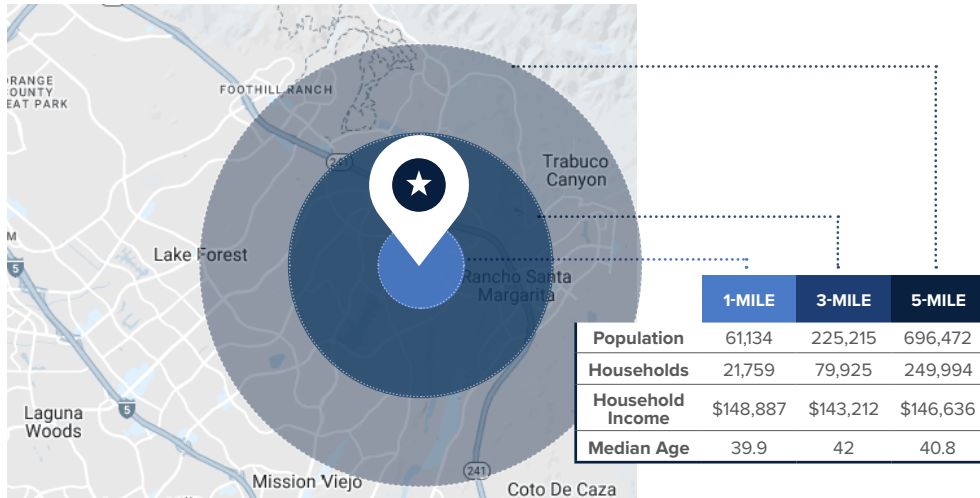 ORANGE
COUNTY
GREAT PARK
FOOTHILL RANCH
241
Trabuco
Canyon
M
Lake Forest
5
Rancho Santa
Margarita
1-MILE 3-MILE 5-MILE
Population 61,134 225,215 696,472
Households 21,759 79,925 249,994
Household
Income $148,887 $143,212 $146,636
Median Age 39.9 42 40.8
Laguna
Woods
5
241
Mission Viejo
Coto De Caza